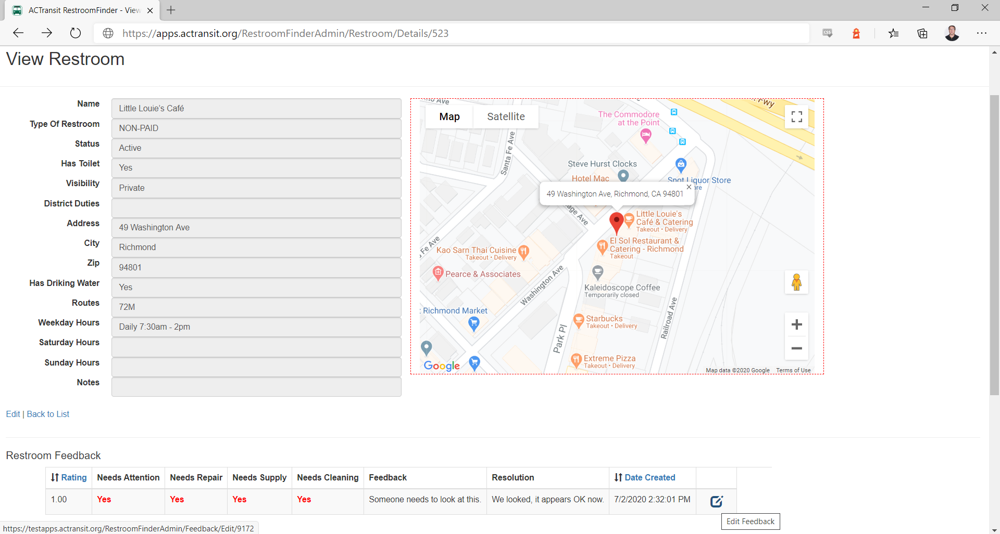 ACTransit RestroomFinder - View
https://apps.actransit.org/RestroomFinderAdmin/Restroom/Details/523
CSS
View Restroom
Name
Little Louie's Café
Type Of Restroom
NON-PAID
Status
Active
Has Toilet
Yes
Visibility
Private
District Duties
Address
49 Washington Ave
City
Richmond
Zip
94801
Has Driking Water
Yes
Routes
72M
Weekday Hours
Daily 7:30am - 2pm
Saturday Hours
Sunday Hours
Notes
Map
Satellite
Ave
Fwy
The Commodore
at the Point
Santa Fe Ave
Steve Hurst Clocks
Hotel Mac
Spot Liquor Store
49 Washington Ave, Richmond, CA 94801
Ave
Little Louie's
Café & Catering
Takeout • Delivery
El Sol Restaurant &
Catering - Richmond
Takeout
Fe Ave
Kao Sarn Thai Cuisine
Takeout • Delivery
Pearce & Associates
Washington Ave
Kaleidoscope Coffee
Temporarily closed
Richmond Market
Starbucks
Takeout • Delivery
Railroad Ave
Park Pl
Extreme Pizza
Takeout • Delivery
Google
Map data ©2020 Google
Terms of Use
Edit | Back to List
Restroom Feedback
Rating Needs Attention Needs Repair Needs Supply Needs Cleaning Feedback Resolution Date Created
1.00 Yes Yes Yes Yes Someone needs to look at this. We looked, it appears OK now. 7/2/2020 2:32:01 PM
Edit Feedback
https://testapps.actransit.org/RestroomFinderAdmin/Feedback/Edit/9172